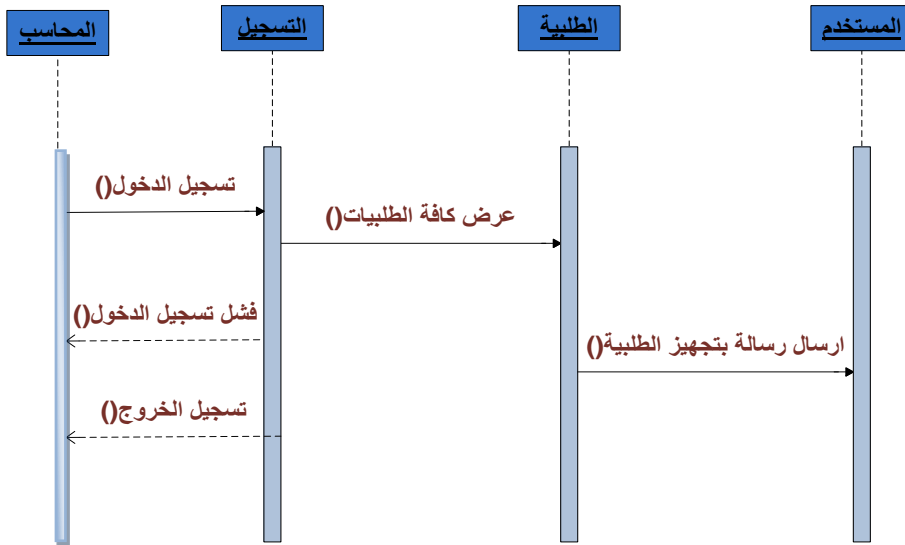 المستخدم
الطلبية
التسجيل
المحاسب
تسجيل الدخول()
عرض كافة الطلبيات()
فشل تسجيل الدخول()
ارسال رسالة بتجهيز الطلبية()
تسجيل الخروج()